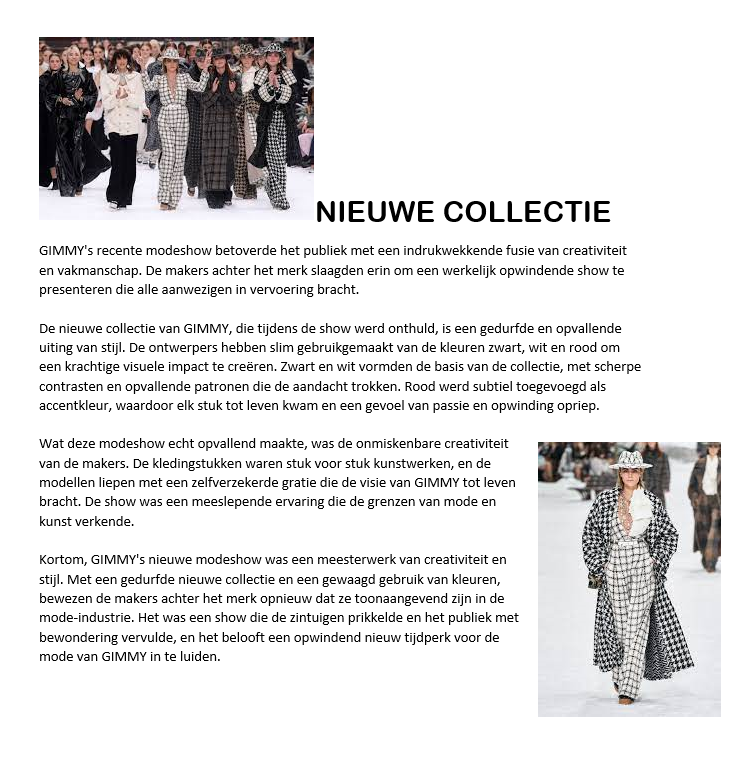 NIEUWE COLLECTIE
GIMMY's recente modeshow betoverde het publiek met een indrukwekkende fusie van creativiteit
en vakmanschap. De makers achter het merk slaagden erin om een werkelijk opwindende show te
presenteren die alle aanwezigen in vervoering bracht.
De nieuwe collectie van GIMMY, die tijdens de show werd onthuld, is een gedurfde en opvallende
uiting van stijl. De ontwerpers hebben slim gebruikgemaakt van de kleuren zwart, wit en rood om
een krachtige visuele impact te creëren. Zwart en wit vormden de basis van de collectie, met scherpe
contrasten en opvallende patronen die de aandacht trokken. Rood werd subtiel toegevoegd als
accentkleur, waardoor elk stuk tot leven kwam en een gevoel van passie en opwinding opriep.
Wat deze modeshow echt opvallend maakte, was de onmiskenbare creativiteit
van de makers. De kledingstukken waren stuk voor stuk kunstwerken, en de
modellen liepen met een zelfverzekerde gratie die de visie van GIMMY tot leven
bracht. De show was een meeslepende ervaring die de grenzen van mode en
kunst verkende.
Kortom, GIMMY's nieuwe modeshow was een meesterwerk van creativiteit en
stijl. Met een gedurfde nieuwe collectie en een gewaagd gebruik van kleuren,
bewezen de makers achter het merk opnieuw dat ze toonaangevend zijn in de
mode-industrie. Het was een show die de zintuigen prikkelde en het publiek met
bewondering vervulde, en het belooft een opwindend nieuw tijdperk voor de
mode van GIMMY in te luiden.